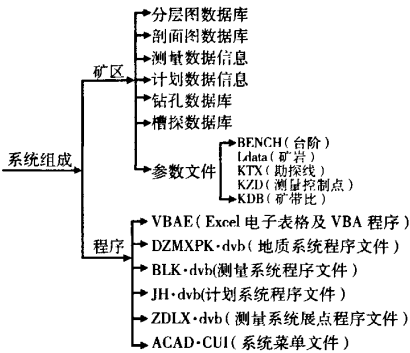 分层图数据库
剖面图数据库
测量数据信息
矿区
计划数据信息
钻孔数据库
槽探数据库
BENCH(台阶)
Ldata(矿岩)
系统组成
参数文件
KTX(勘探线)
KZD(测量控制点)
KDB(矿带比)
VBAE(Excel电子表格及VBA程序)
程序
DZMXPK·dvb(地质系统程序文件)
BLK·dvb(测量系统程序文件)
JH·dvb(计划系统程序文件)
ZDLX·dvb(测量系统展点程序文件)
ACAD·CUI(系统菜单文件)